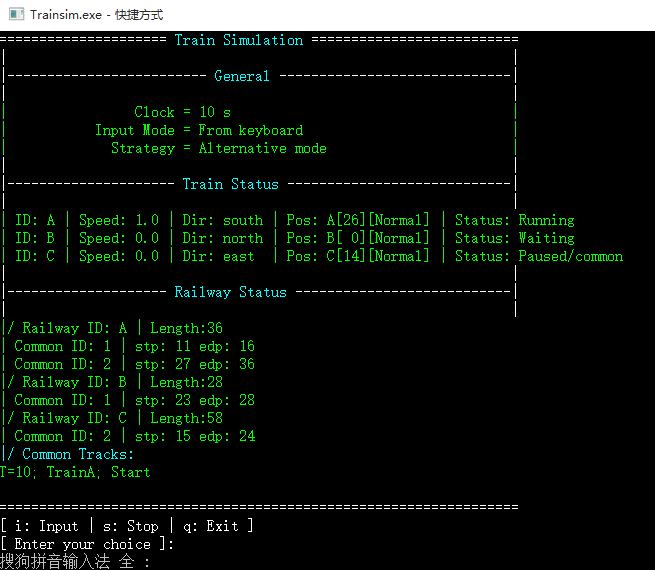 Trainsim.exe - 快捷方式
==================== Train Simulation ==========================
|------------------------- General -----------------------------|
Clock = 10 s
Input Mode = From keyboard
Strategy = Alternative mode
|--------------------- Train Status ----------------------------|
| ID: A | Speed: 1.0 | Dir: south | Pos: A[26][Normal] | Status: Running
| ID: B | Speed: 0.0 | Dir: north | Pos: B[ 0][Normal] | Status: Waiting
| ID: C | Speed: 0.0 | Dir: east  | Pos: C[14][Normal] | Status: Paused/common
|-------------------- Railway Status ----------------------------|
|/ Railway ID: A | Length:36
| Common ID: 1 | stp: 11 edp: 16
| Common ID: 2 | stp: 27 edp: 36
|/ Railway ID: B | Length:28
| Common ID: 1 | stp: 23 edp: 28
|/ Railway ID: C | Length:58
| Common ID: 2 | stp: 15 edp: 24
|/ Common Tracks:
T=10; TrainA; Start
=================================================================
[ i: Input | s: Stop | q: Exit ]
[ Enter your choice ]:
搜狗拼音输入法 全 :